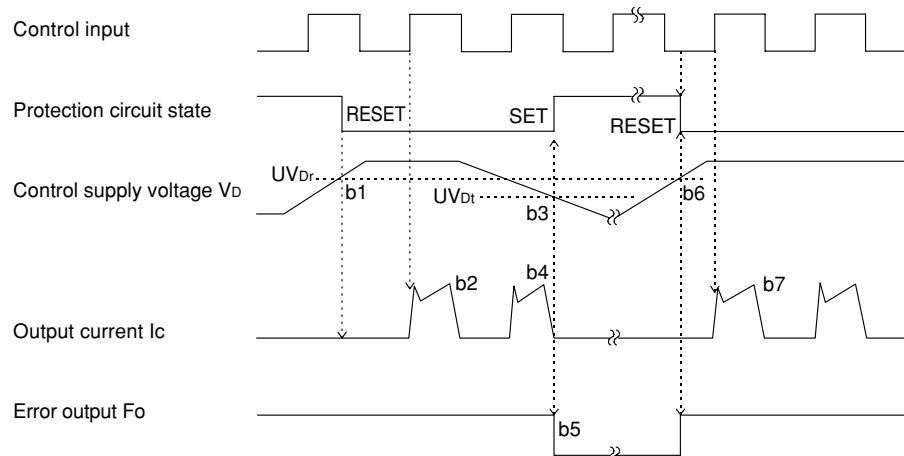 Control input
Protection circuit state
RESET
SET
RESET
Control supply voltage VD
UVDr
b1
UVDt
b3
b6
b2
b4
b7
Output current Ic
Error output Fo
b5